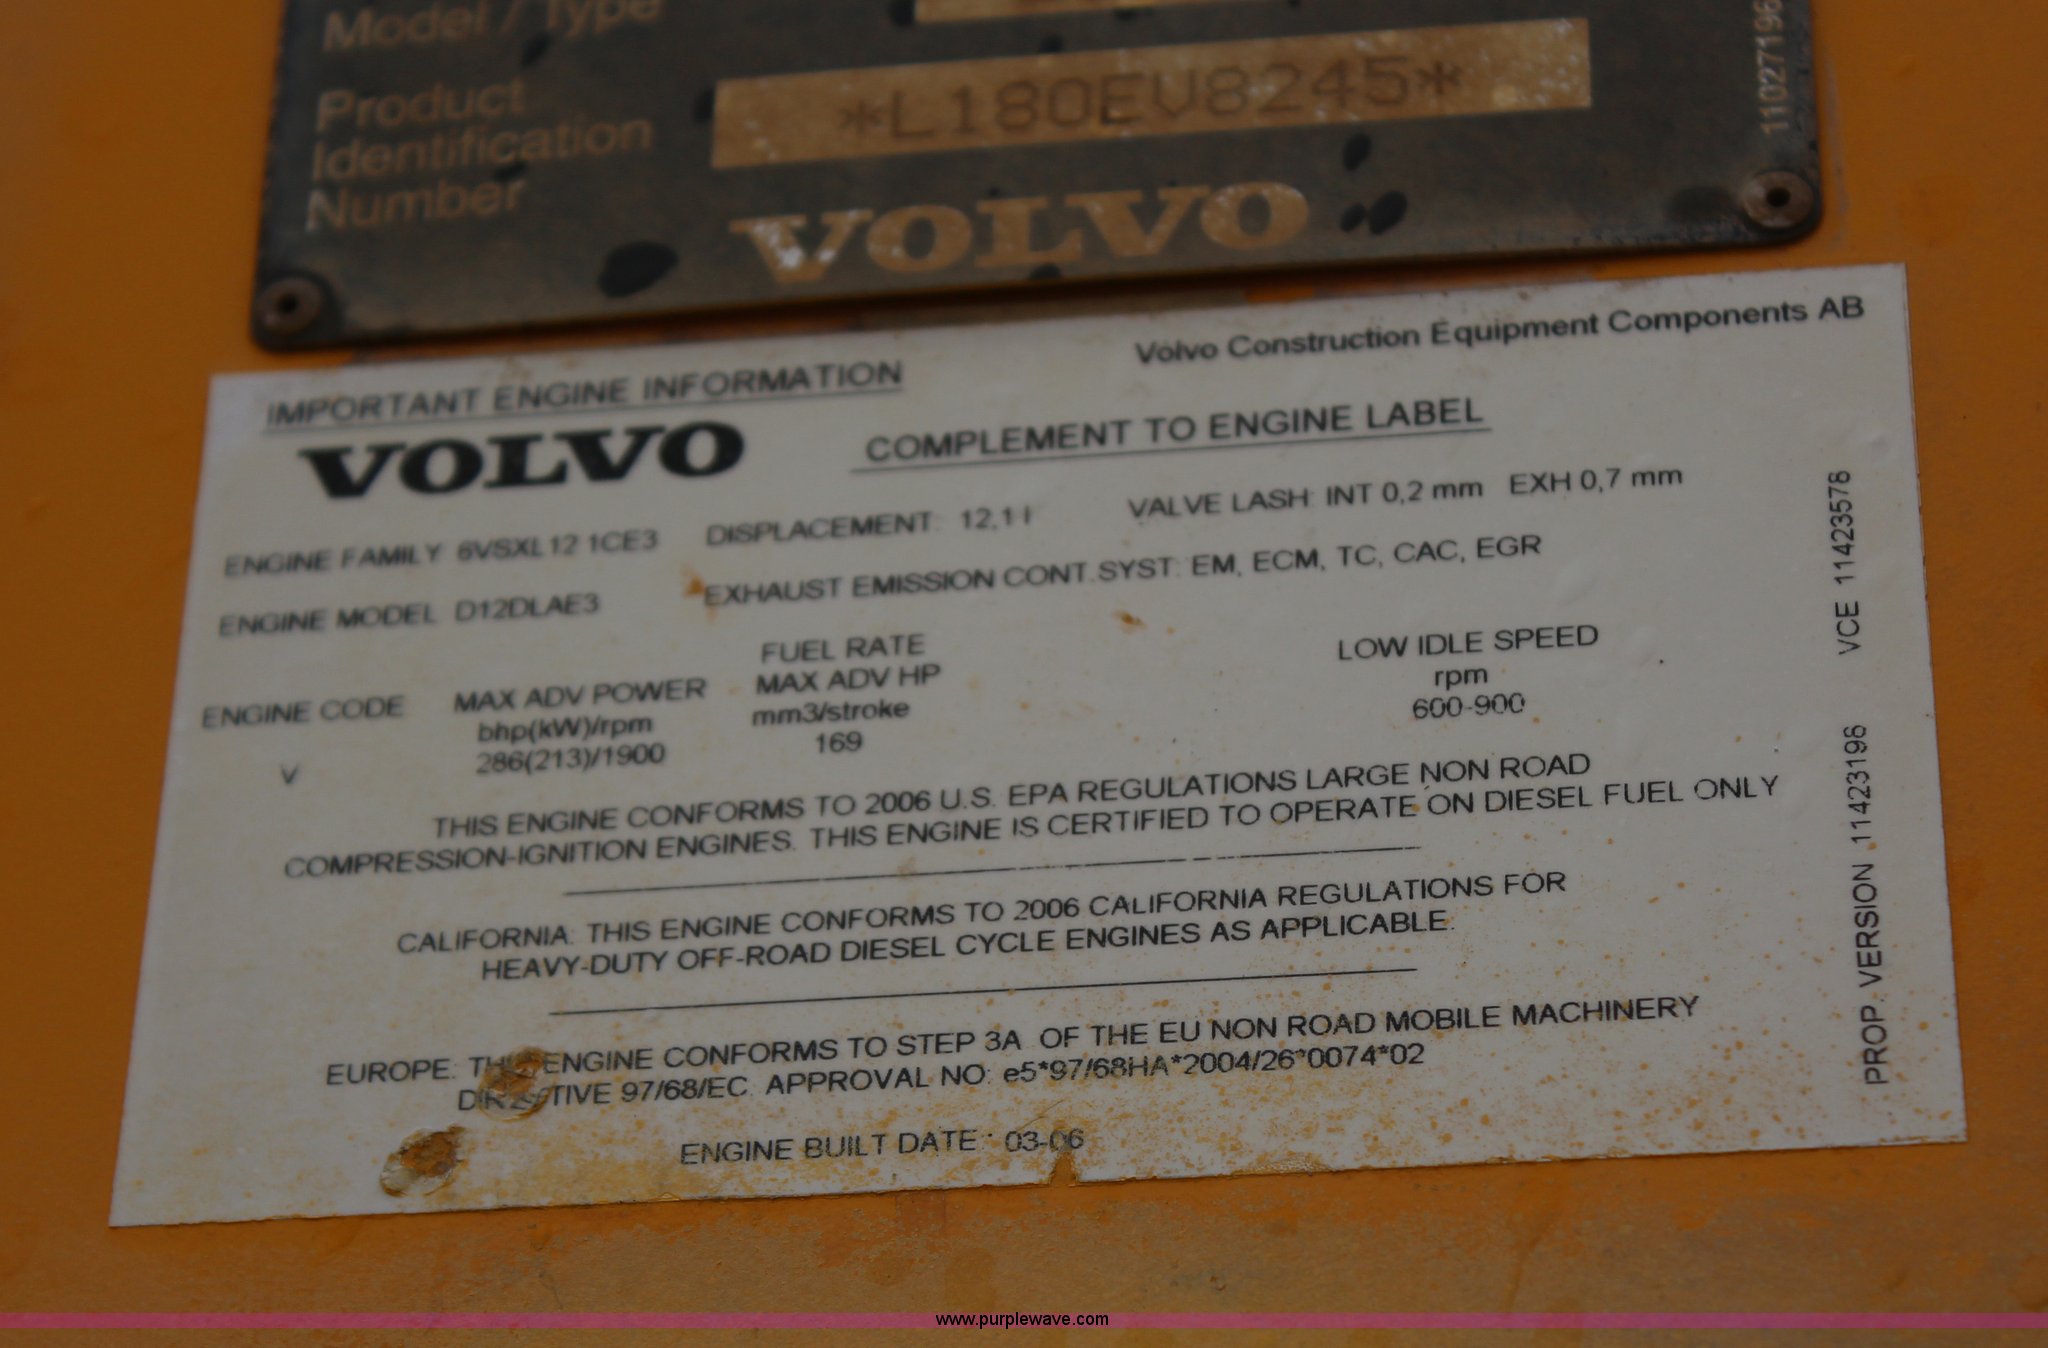 Model / Type
Product
Identification
Number
*L180EV8245*
VOLVO
11027196
Volvo Construction Equipment Components AB
IMPORTANT ENGINE INFORMATION
VOLVO
COMPLEMENT TO ENGINE LABEL
ENGINE FAMILY 6VSXL12.1CE3 DISPLACEMENT: 12,1 l VALVE LASH: INT 0,2 mm EXH 0,7 mm
ENGINE MODEL D12DLAE3 EXHAUST EMISSION CONT.SYST: EM, ECM, TC, CAC, EGR
ENGINE CODE
V
MAX ADV POWER
bhp(kW)/rpm
286(213)/1900
FUEL RATE
MAX ADV HP
mm3/stroke
169
LOW IDLE SPEED
rpm
600-900
THIS ENGINE CONFORMS TO 2006 U.S. EPA REGULATIONS LARGE NON ROAD
COMPRESSION-IGNITION ENGINES. THIS ENGINE IS CERTIFIED TO OPERATE ON DIESEL FUEL ONLY
CALIFORNIA: THIS ENGINE CONFORMS TO 2006 CALIFORNIA REGULATIONS FOR
HEAVY-DUTY OFF-ROAD DIESEL CYCLE ENGINES AS APPLICABLE.
EUROPE: THIS ENGINE CONFORMS TO STEP 3A OF THE EU NON ROAD MOBILE MACHINERY
DIRECTIVE 97/68/EC. APPROVAL NO: e5*97/68HA*2004/26*0074*02
ENGINE BUILT DATE : 03-06
VCE 11423578
PROP. VERSION 11423198
www.purplewave.com